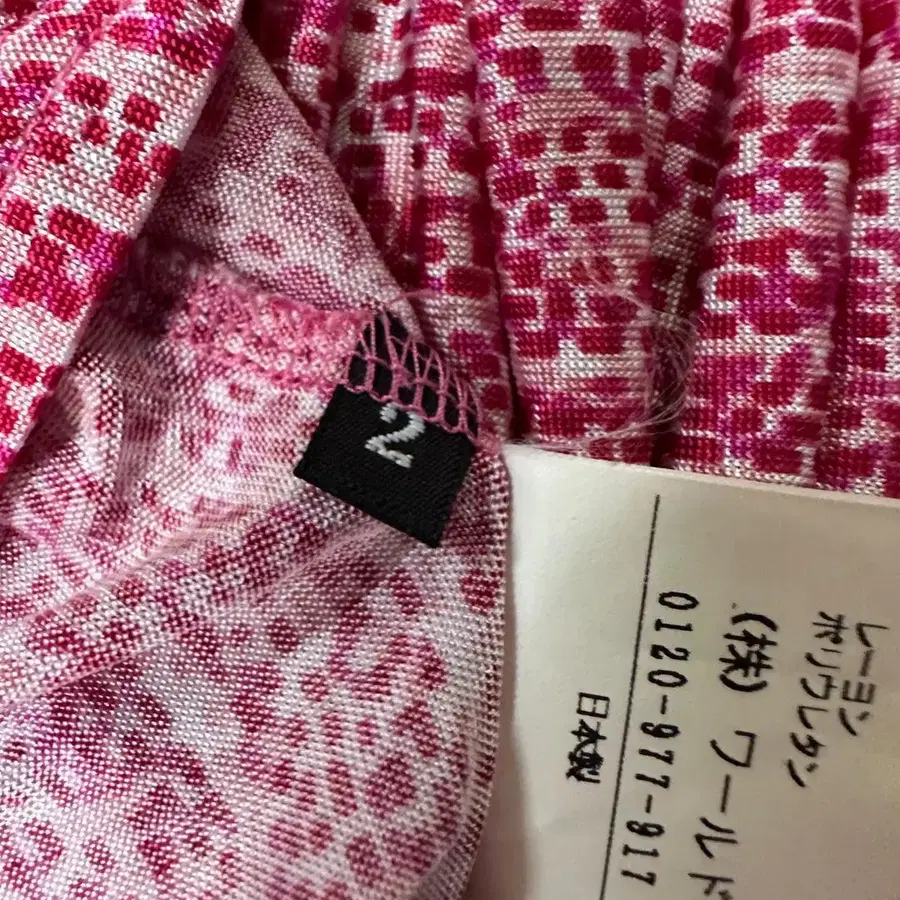 2
レーヨン
ポリウレタン
(株) ワールド
0120-977-917
日本製